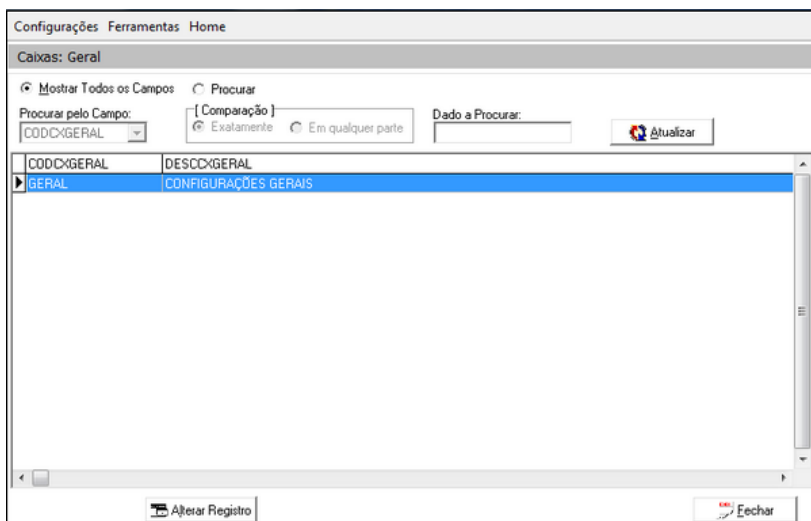 Configurações Ferramentas Home
Caixas: Geral
Mostrar Todos os Campos Procurar
Procurar pelo Campo: [ Comparação ] Dado a Procurar:
CODCXGERAL Exatamente Em qualquer parte Atualizar
CODCXGERAL DESCCXGERAL
GERAL CONFIGURAÇÕES GERAIS
Alterar Registro Fechar